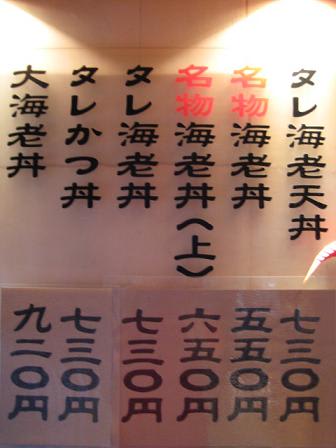 タレ海老天丼
名物海老丼
名物海老丼(上)
タレ海老丼
タレかつ丼
大海老丼
七三〇円
五五〇円
六五〇円
七三〇円
七三〇円
九二〇円